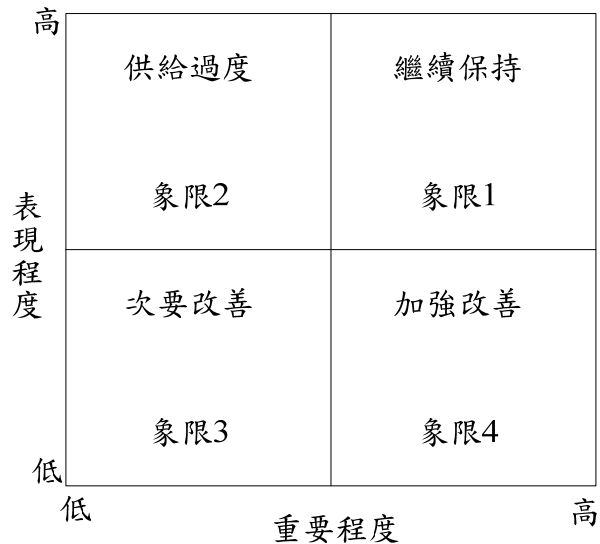 高
供給過度
繼續保持
象限2
象限1
表現程度
次要改善
加強改善
象限3
象限4
低
低
高
重要程度